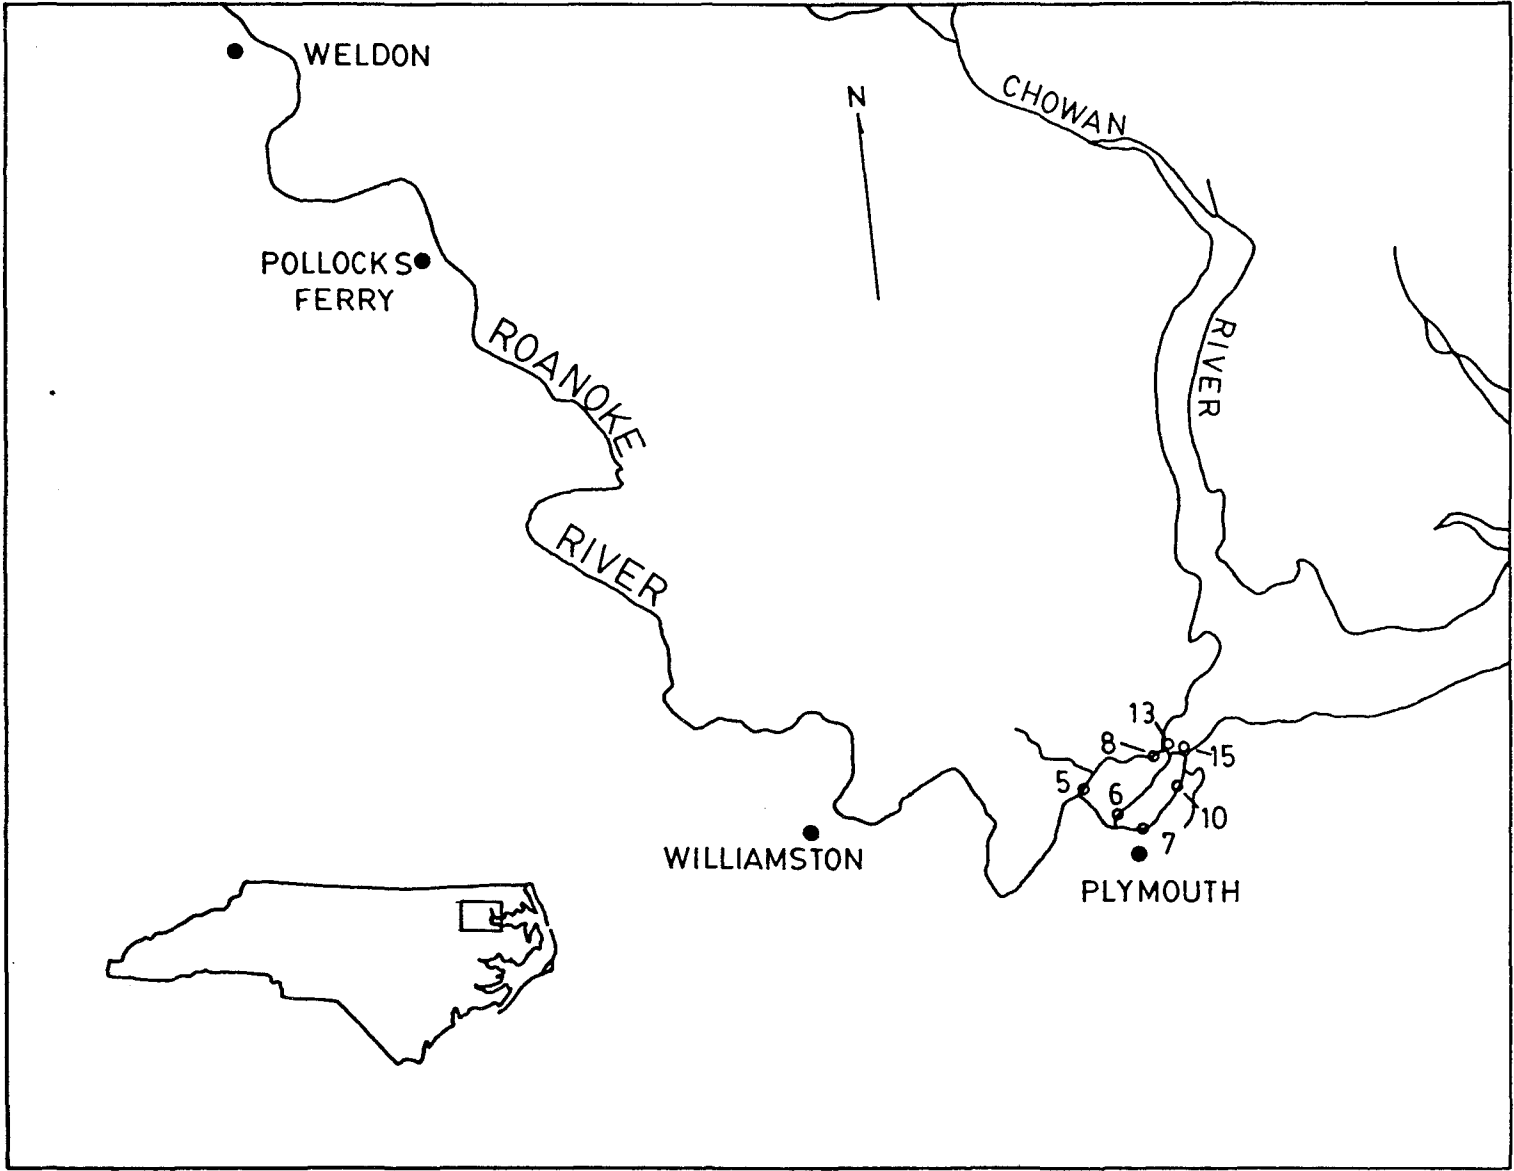 WELDON
N
CHOWAN
RIVER
POLLOCKS
FERRY
ROANOKE
RIVER
13
8
15
5
6
10
7
WILLIAMSTON
PLYMOUTH